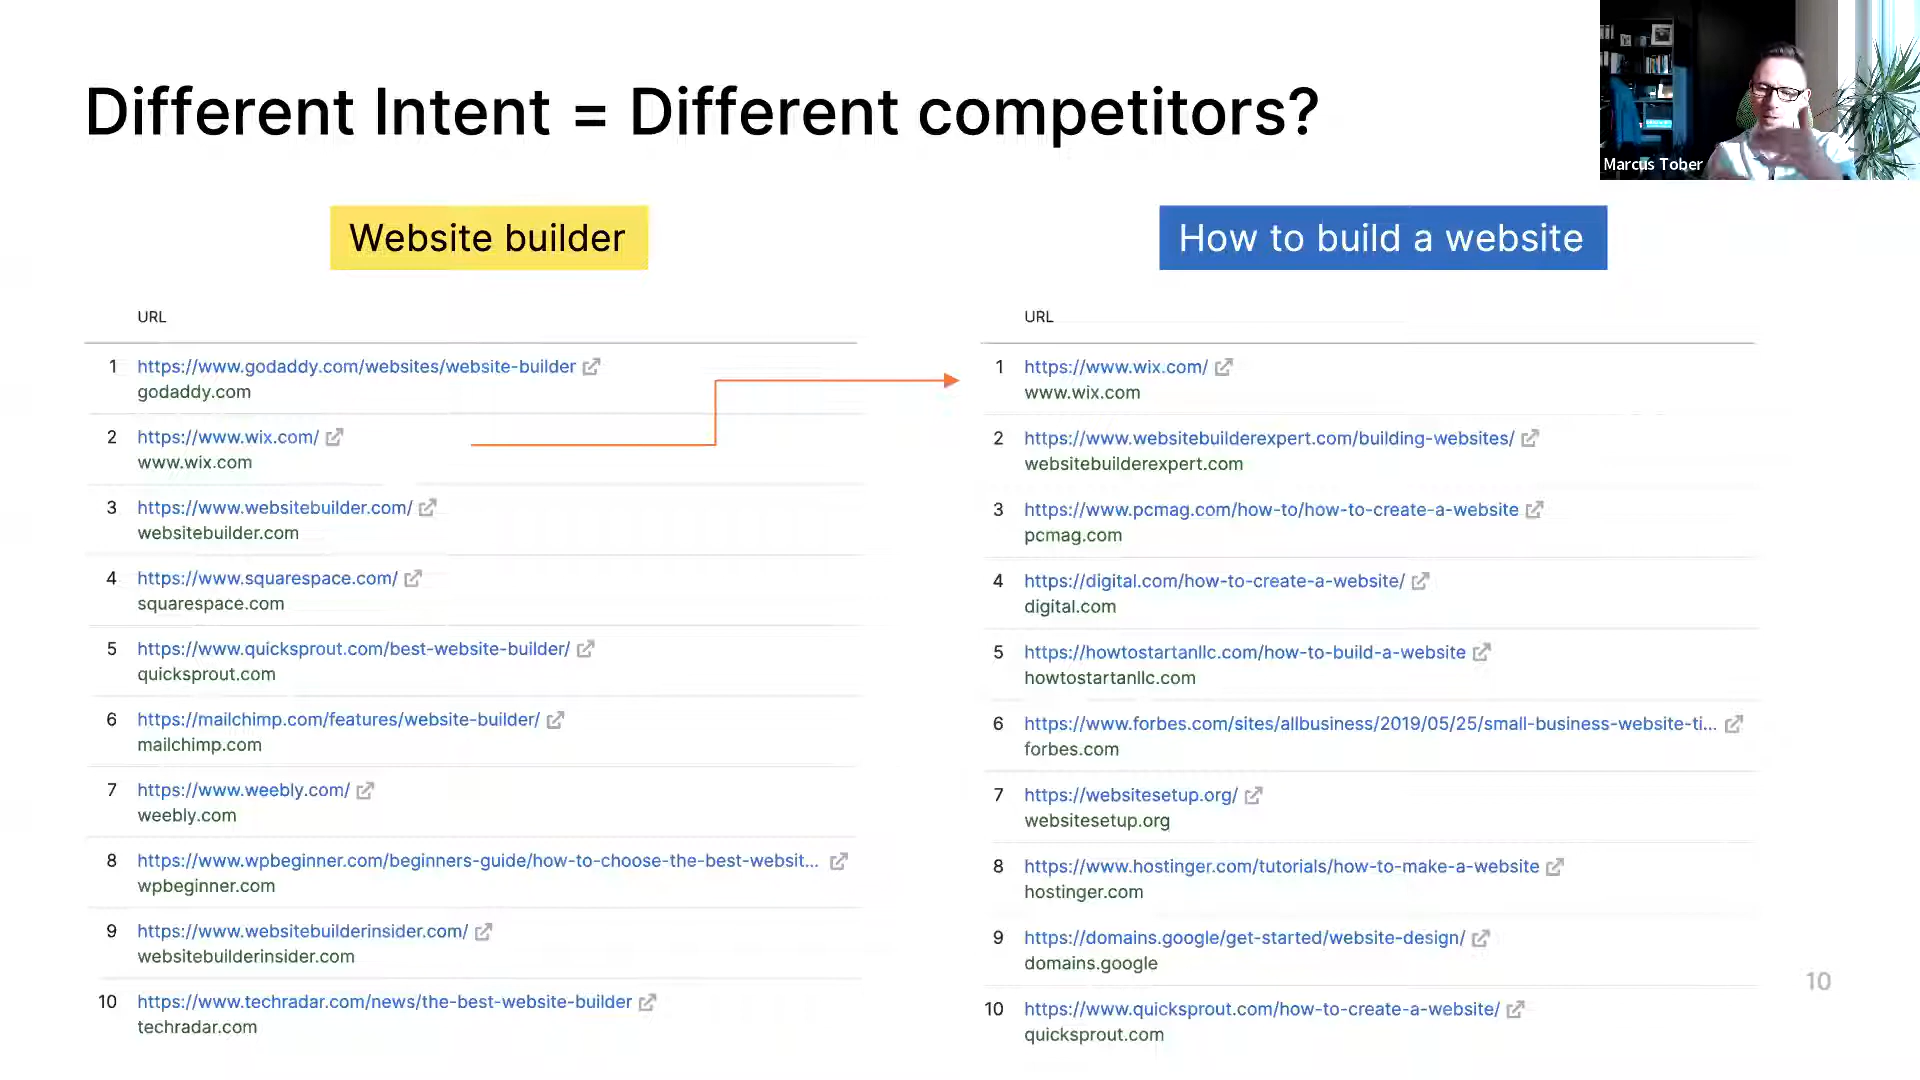 Different Intent = Different competitors?
Marcus Tober
Website builder
URL
1 https://www.godaddy.com/websites/website-builder
godaddy.com
2 https://www.wix.com/
www.wix.com
3 https://www.websitebuilder.com/
websitebuilder.com
4 https://www.squarespace.com/
squarespace.com
5 https://www.quicksprout.com/best-website-builder/
quicksprout.com
6 https://mailchimp.com/features/website-builder/
mailchimp.com
7 https://www.weebly.com/
weebly.com
8 https://www.wpbeginner.com/beginners-guide/how-to-choose-the-best-websit...
wpbeginner.com
9 https://www.websitebuilderinsider.com/
websitebuilderinsider.com
10 https://www.techradar.com/news/the-best-website-builder
techradar.com
How to build a website
URL
1 https://www.wix.com/
www.wix.com
2 https://www.websitebuilderexpert.com/building-websites/
websitebuilderexpert.com
3 https://www.pcmag.com/how-to/how-to-create-a-website
pcmag.com
4 https://digital.com/how-to-create-a-website/
digital.com
5 https://howtostartanllc.com/how-to-build-a-website
howtostartanllc.com
6 https://www.forbes.com/sites/allbusiness/2019/05/25/small-business-website-ti...
forbes.com
7 https://websitesetup.org/
websitesetup.org
8 https://www.hostinger.com/tutorials/how-to-make-a-website
hostinger.com
9 https://domains.google/get-started/website-design/
domains.google
10 https://www.quicksprout.com/how-to-create-a-website/
quicksprout.com
10